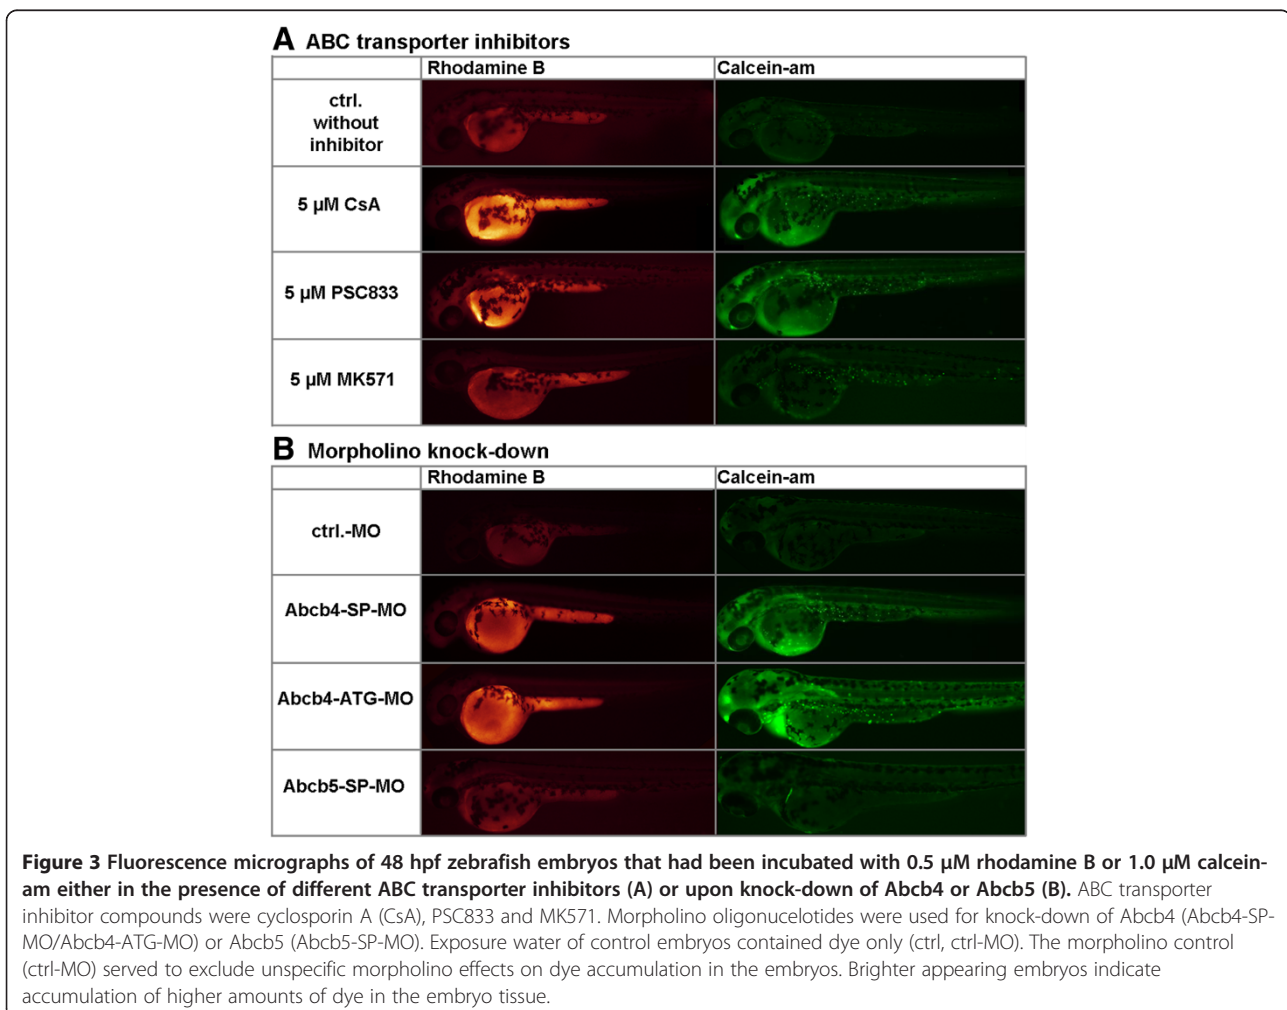 A ABC transporter inhibitors
Rhodamine B Calcein-am
ctrl.
without
inhibitor
5 µM CsA
5 µM PSC833
5 µM MK571
B Morpholino knock-down
Rhodamine B Calcein-am
ctrl.-MO
Abcb4-SP-MO
Abcb4-ATG-MO
Abcb5-SP-MO
Figure 3 Fluorescence micrographs of 48 hpf zebrafish embryos that had been incubated with 0.5 µM rhodamine B or 1.0 µM calcein-
am either in the presence of different ABC transporter inhibitors (A) or upon knock-down of Abcb4 or Abcb5 (B). ABC transporter
inhibitor compounds were cyclosporin A (CsA), PSC833 and MK571. Morpholino oligonucelotides were used for knock-down of Abcb4 (Abcb4-SP-
MO/Abcb4-ATG-MO) or Abcb5 (Abcb5-SP-MO). Exposure water of control embryos contained dye only (ctrl, ctrl-MO). The morpholino control
(ctrl-MO) served to exclude unspecific morpholino effects on dye accumulation in the embryos. Brighter appearing embryos indicate
accumulation of higher amounts of dye in the embryo tissue.